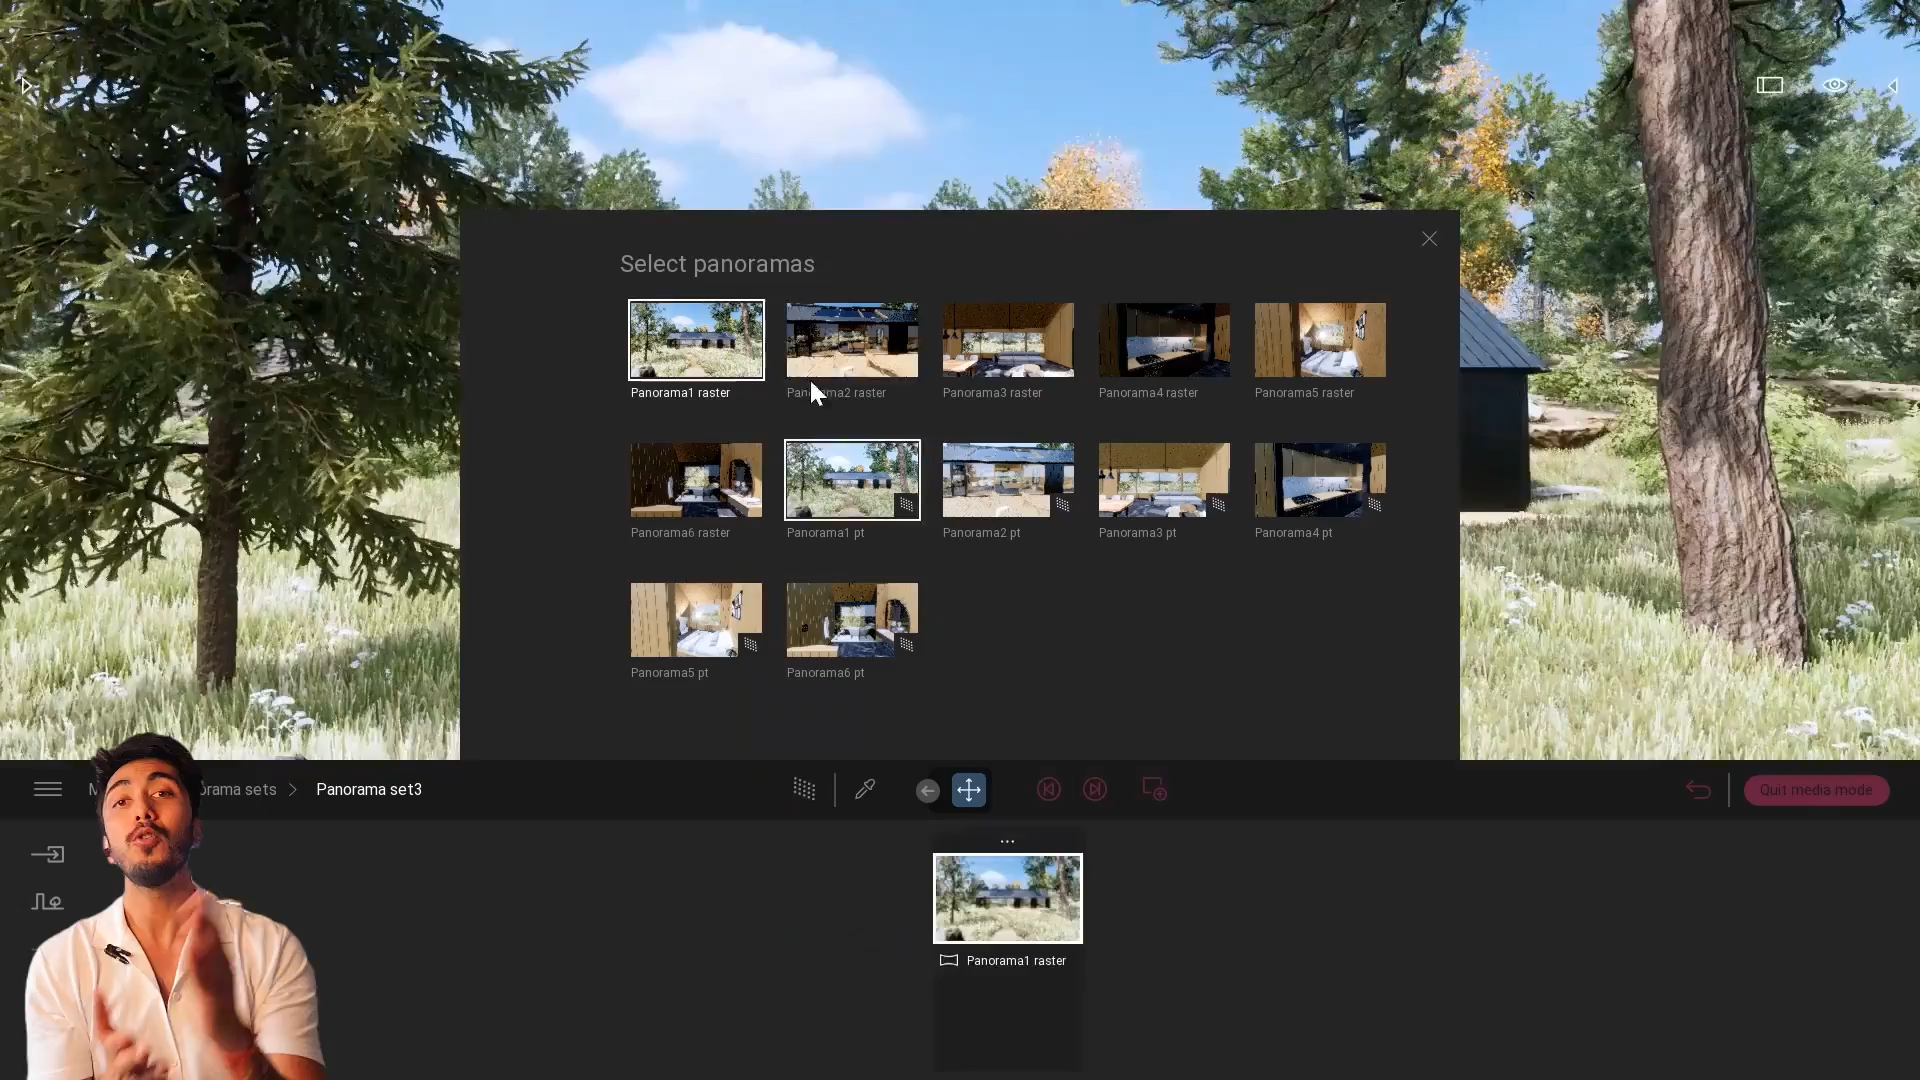 Select panoramas
Panorama1 raster
Panorama2 raster
Panorama3 raster
Panorama4 raster
Panorama5 raster
Panorama6 raster
Panorama1 pt
Panorama2 pt
Panorama3 pt
Panorama4 pt
Panorama5 pt
Panorama6 pt
sets > Panorama set3
Quit media mode
...
Panorama1 raster